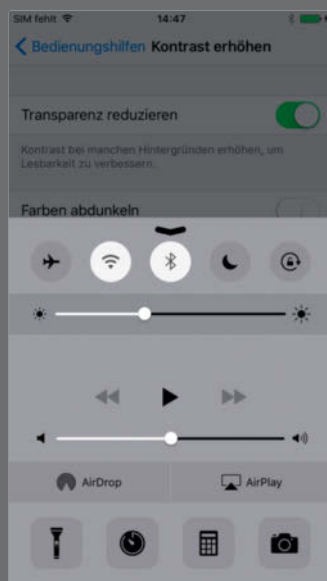 SIM fehlt 14:47
Bedienungshilfen Kontrast erhöhen
Transparenz reduzieren
Kontrast bei manchen Hintergründen erhöhen, um
Lesbarkeit zu verbessern.
Farben abdunkeln
AirDrop AirPlay